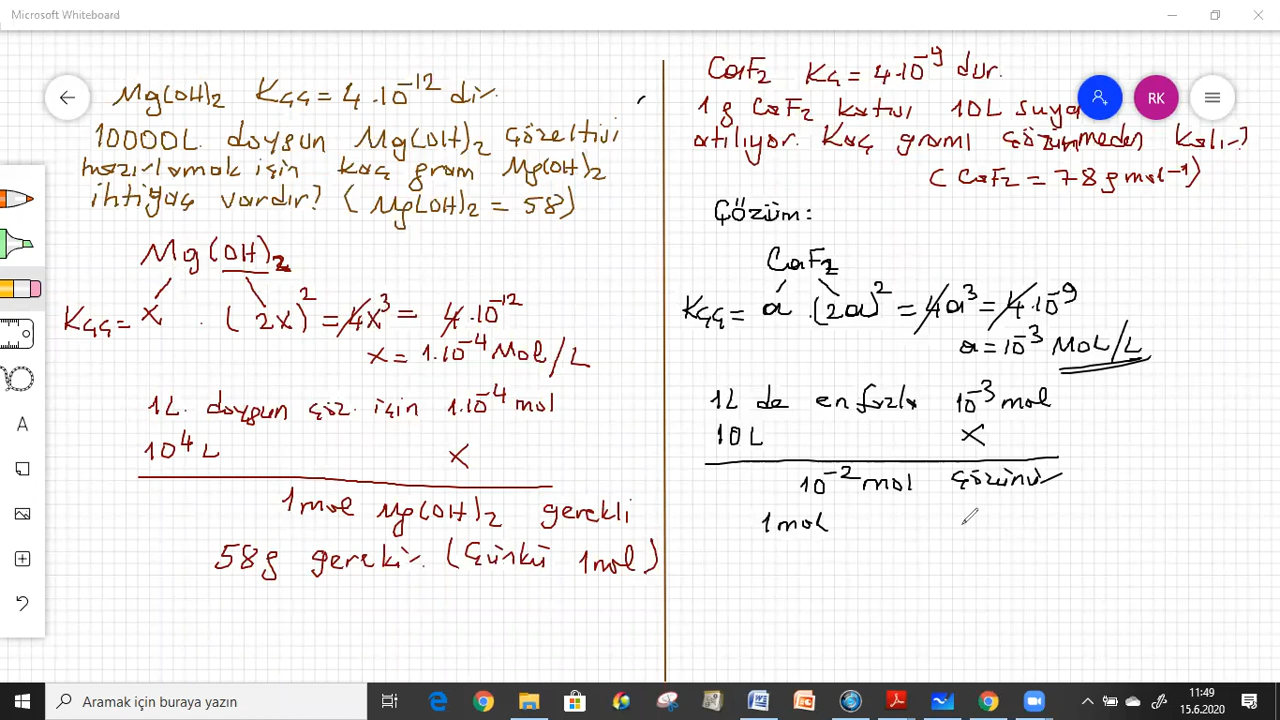 Microsoft Whiteboard
Mg(OH)2 KÇÇ = 4.10^-12 dir.
10000L doygun Mg(OH)2 çözeltisi
hazırlamak için kaç gram Mg(OH)2
ihtiyaç vardır? (Mg(OH)2 = 58)
Mg(OH)2
KÇÇ = x . (2x)^2 = 4x^3 = 4.10^-12
x = 1.10^-4 Mol/L
1L doygun çöz. için 1.10^-4 mol
10^4 L x
1mol Mg(OH)2 gerekli
58g gerekir. (Çünkü 1mol)
CaF2 KÇ = 4.10^-9 dur.
1g CaF2 katısı 10L suya
atılıyor. Kaç gramı çözünmeden kalır?
(CaF2 = 78 g mol^-1)
Çözüm:
CaF2
KÇÇ = a . (2a)^2 = 4a^3 = 4.10^-9
a = 10^-3 MOL/L
1L de en fazla 10^-3 mol
10L x
10^-2 mol çözünür
1mol
RK
A
Aramak için buraya yazın
11:49
15.6.2020